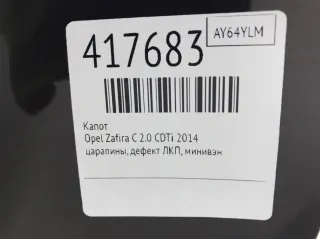 417683
AY64YLM
Капот
Opel Zafira C 2.0 CDTi 2014
царапины, дефект ЛКП, минивэн